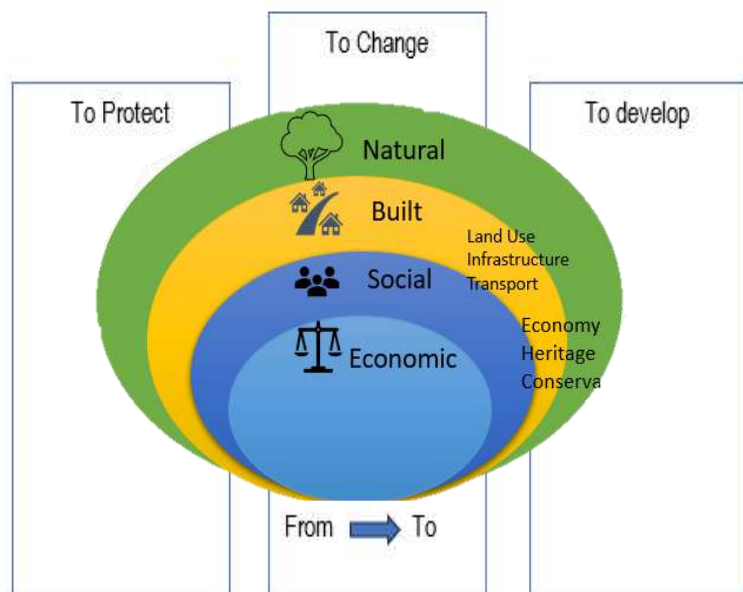 To Change
To Protect
To develop
Natural
Built
Land Use
Infrastructure
Transport
Social
Economy
Heritage
Conserva
Economic
From To